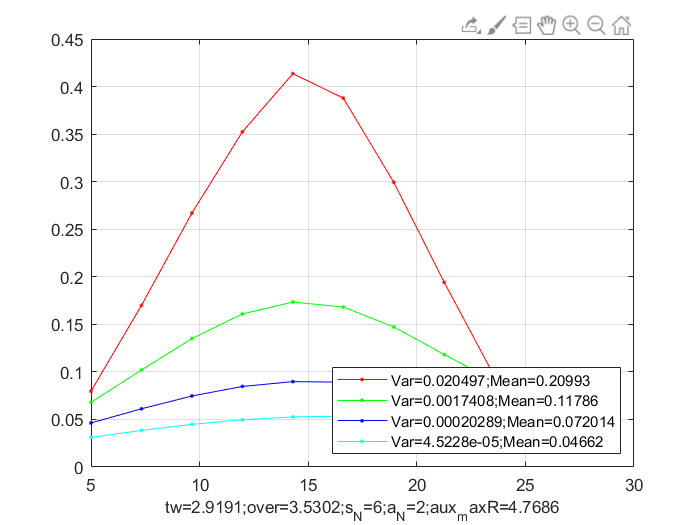 0.45
0.4
0.35
0.3
0.25
0.2
0.15
0.1
0.05
0
Var=0.020497;Mean=0.20993
Var=0.0017408;Mean=0.11786
Var=0.00020289;Mean=0.072014
Var=4.5228e-05;Mean=0.04662
5 10 15 20 25 30
tw=2.9191;over=3.5302;s_N=6;a_N=2;aux_maxR=4.7686